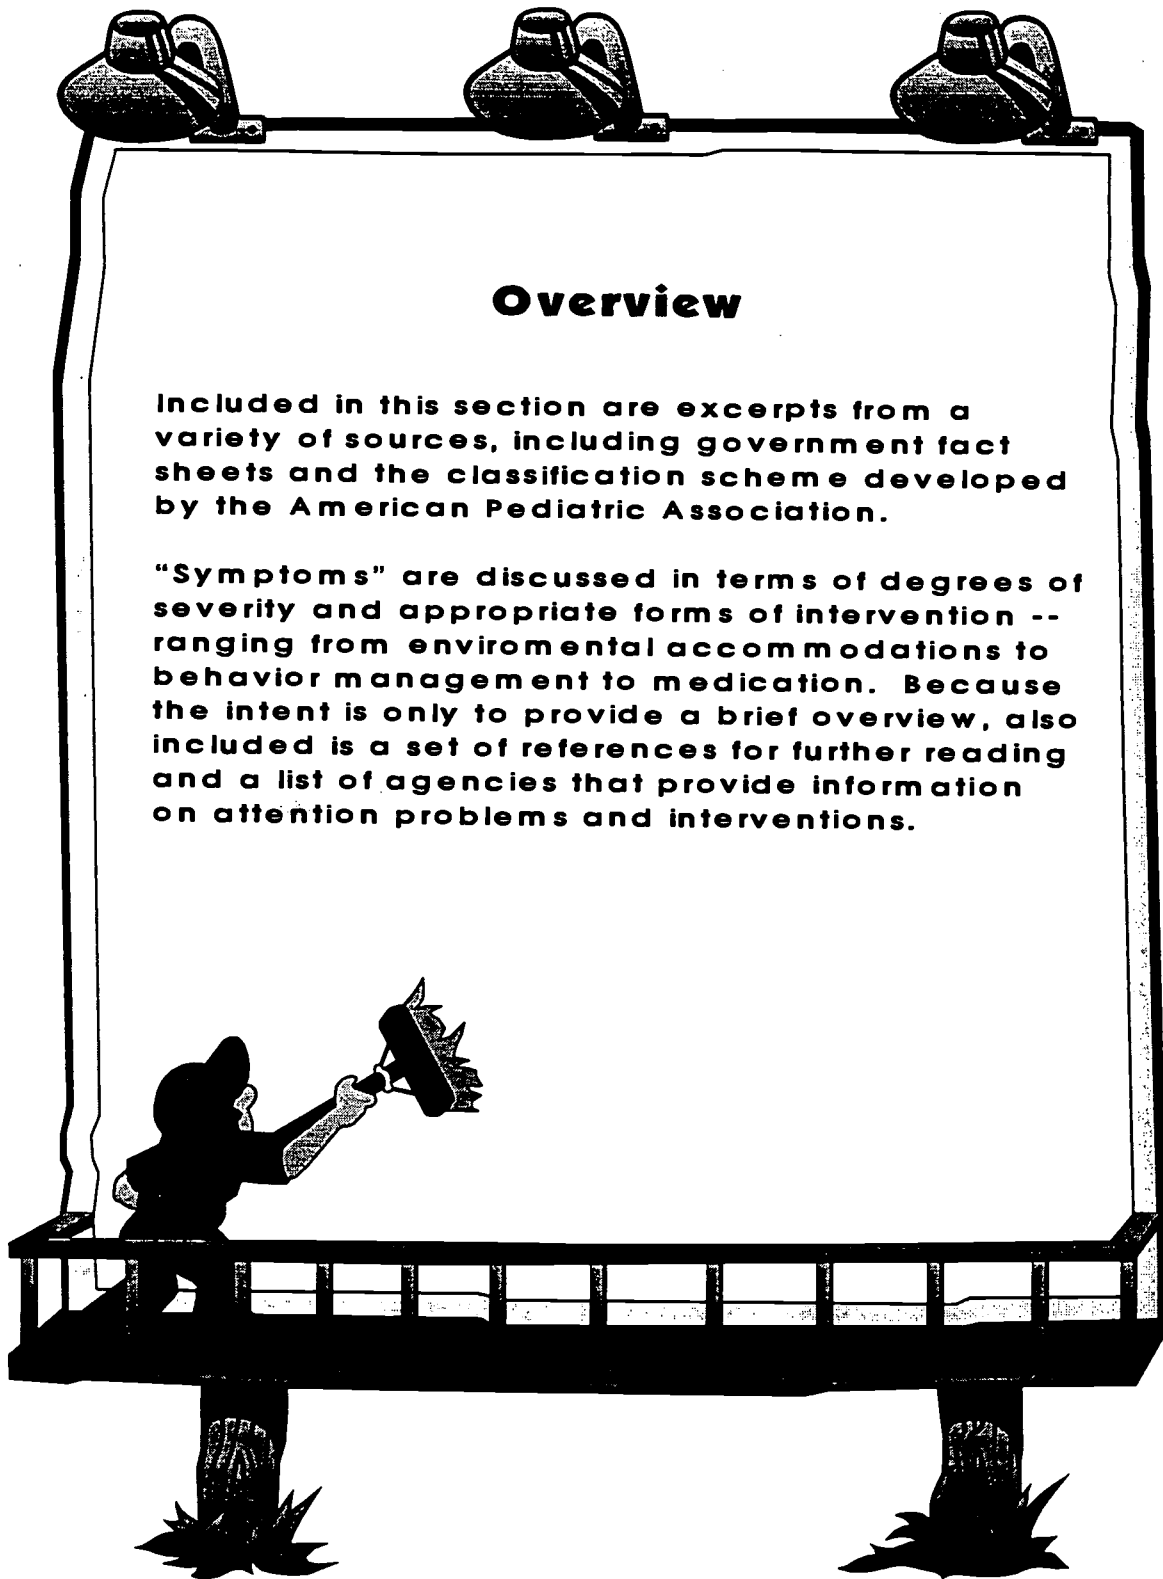 Overview
Included in this section are excerpts from a
variety of sources, including government fact
sheets and the classification scheme developed
by the American Pediatric Association.
“Symptoms” are discussed in terms of degrees of
severity and appropriate forms of intervention --
ranging from enviromental accommodations to
behavior management to medication. Because
the intent is only to provide a brief overview, also
included is a set of references for further reading
and a list of agencies that provide information
on attention problems and interventions.